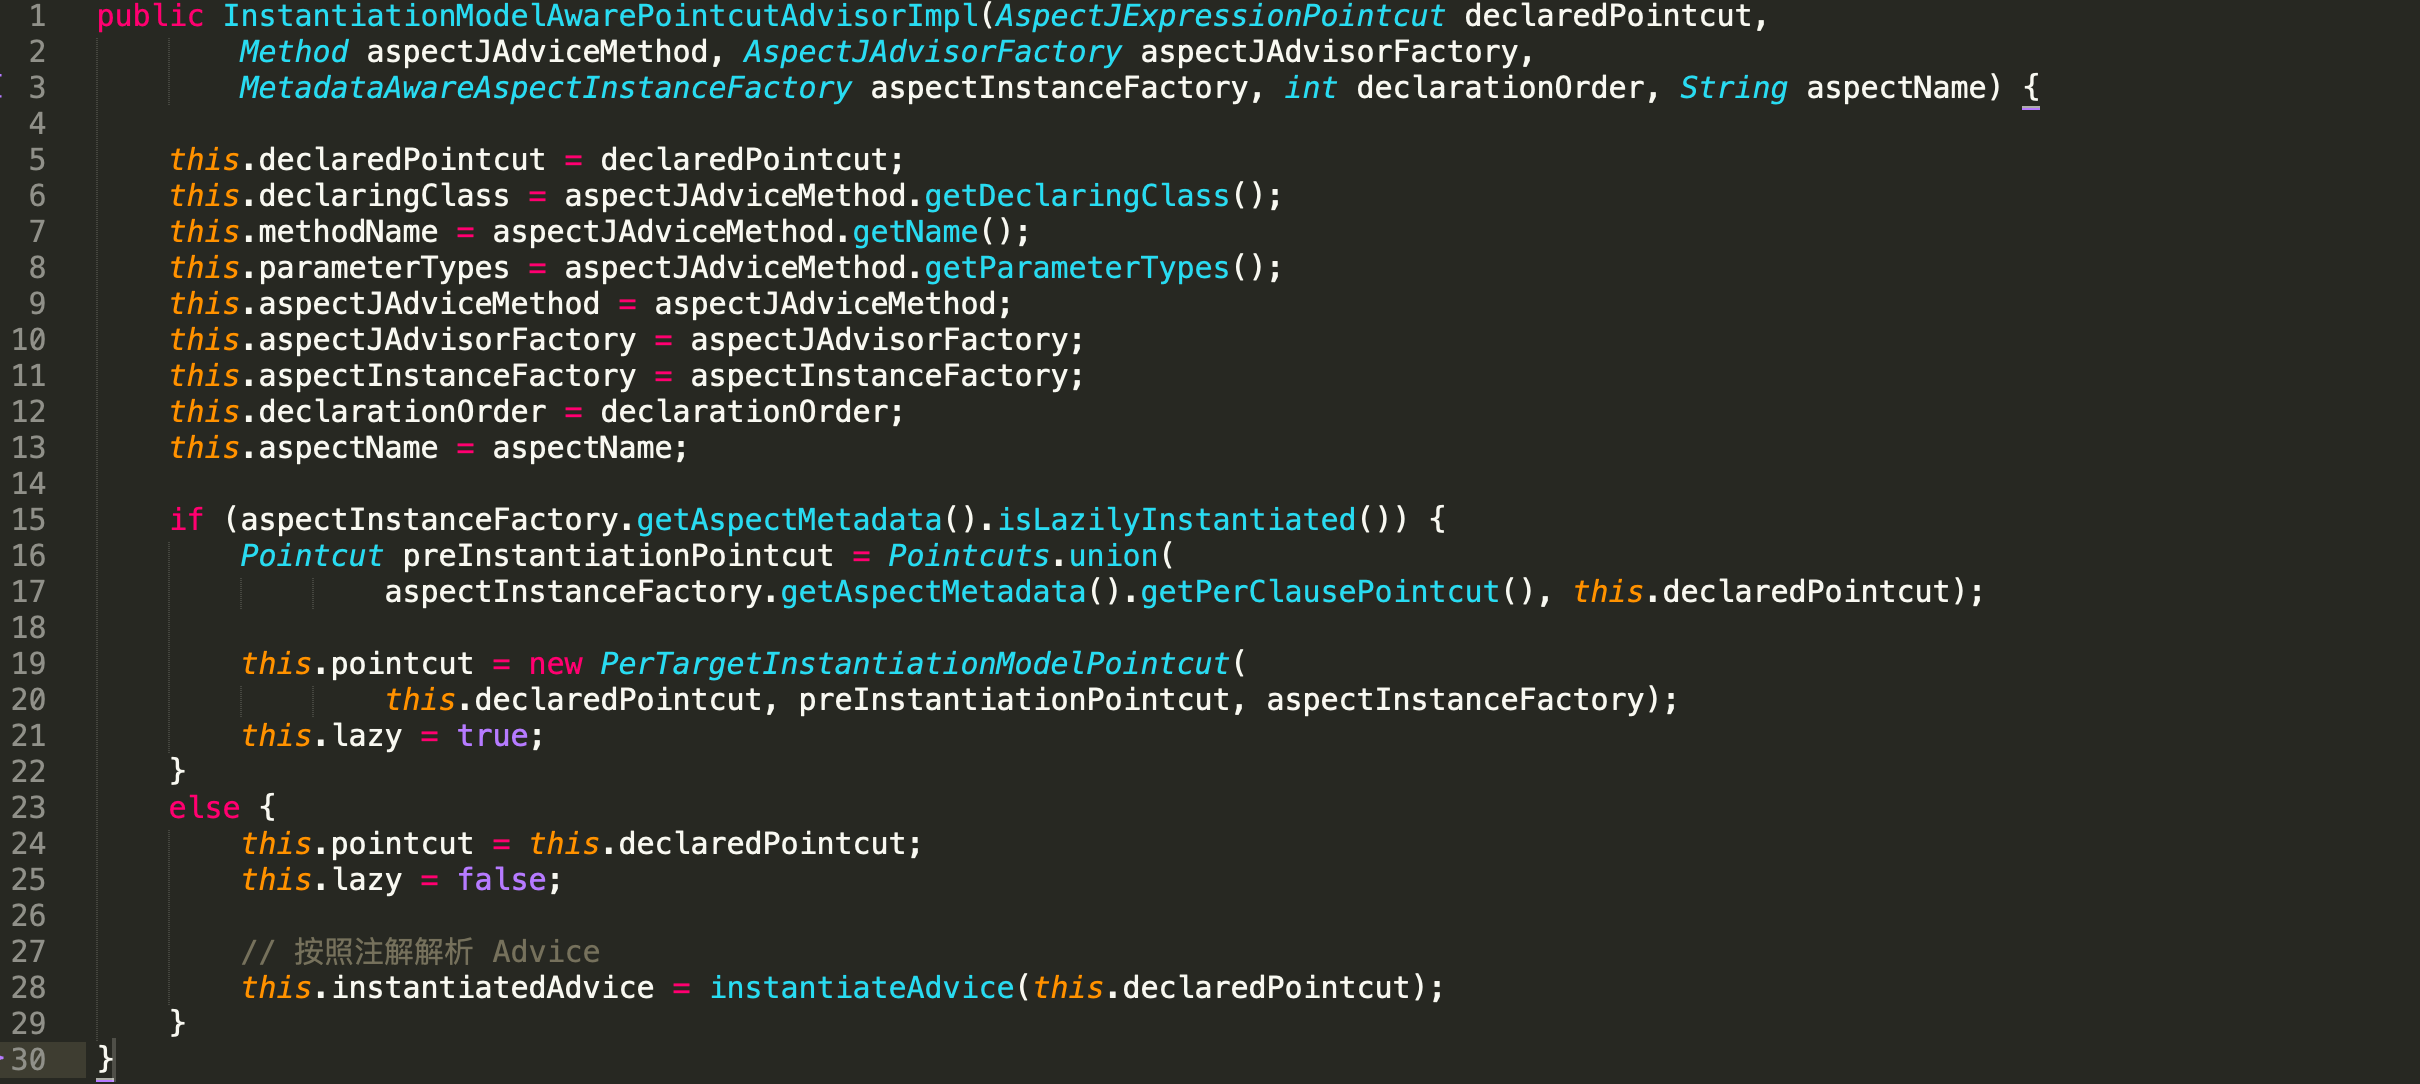 1 public InstantiationModelAwarePointcutAdvisorImpl(AspectJExpressionPointcut declaredPointcut,
2 Method aspectJAdviceMethod, AspectJAdvisorFactory aspectJAdvisorFactory,
3 MetadataAwareAspectInstanceFactory aspectInstanceFactory, int declarationOrder, String aspectName) {
4
5 this.declaredPointcut = declaredPointcut;
6 this.declaringClass = aspectJAdviceMethod.getDeclaringClass();
7 this.methodName = aspectJAdviceMethod.getName();
8 this.parameterTypes = aspectJAdviceMethod.getParameterTypes();
9 this.aspectJAdviceMethod = aspectJAdviceMethod;
10 this.aspectJAdvisorFactory = aspectJAdvisorFactory;
11 this.aspectInstanceFactory = aspectInstanceFactory;
12 this.declarationOrder = declarationOrder;
13 this.aspectName = aspectName;
14
15 if (aspectInstanceFactory.getAspectMetadata().isLazilyInstantiated()) {
16 Pointcut preInstantiationPointcut = Pointcuts.union(
17 aspectInstanceFactory.getAspectMetadata().getPerClausePointcut(), this.declaredPointcut);
18
19 this.pointcut = new PerTargetInstantiationModelPointcut(
20 this.declaredPointcut, preInstantiationPointcut, aspectInstanceFactory);
21 this.lazy = true;
22 }
23 else {
24 this.pointcut = this.declaredPointcut;
25 this.lazy = false;
26
27 // 按照注解解析 Advice
28 this.instantiatedAdvice = instantiateAdvice(this.declaredPointcut);
29 }
30 }